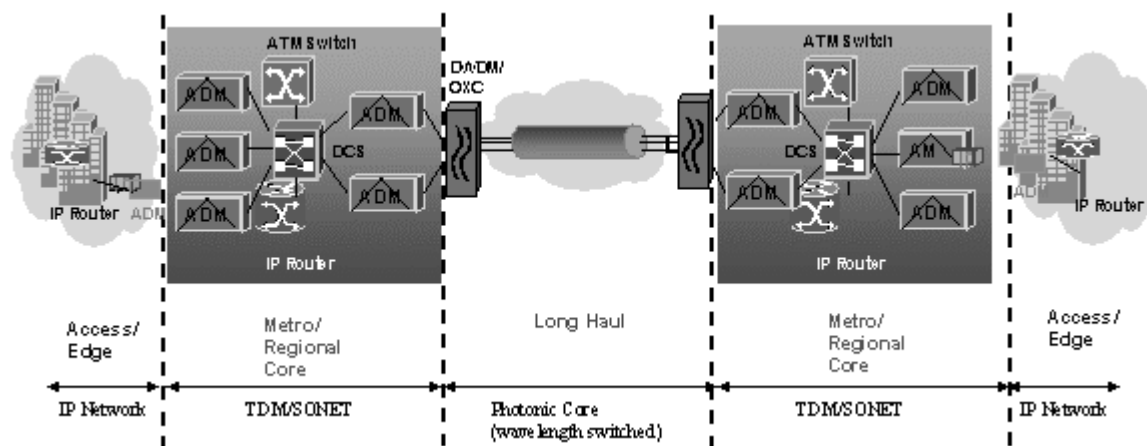 ATM Switch
ADM
ADM
ADM
ADM
ADM
DCS
IP Router
IP Router
ADM
OADM/
OXC
ATM Switch
ADM
ADM
ADM
AM
ADM
DCS
IP Router
IP Router
Access/
Edge
Metro/
Regional
Core
Long Haul
Metro/
Regional
Core
Access/
Edge
IP Network
TDM/SONET
Photonic Core
(wavelength switched)
TDM/SONET
IP Network